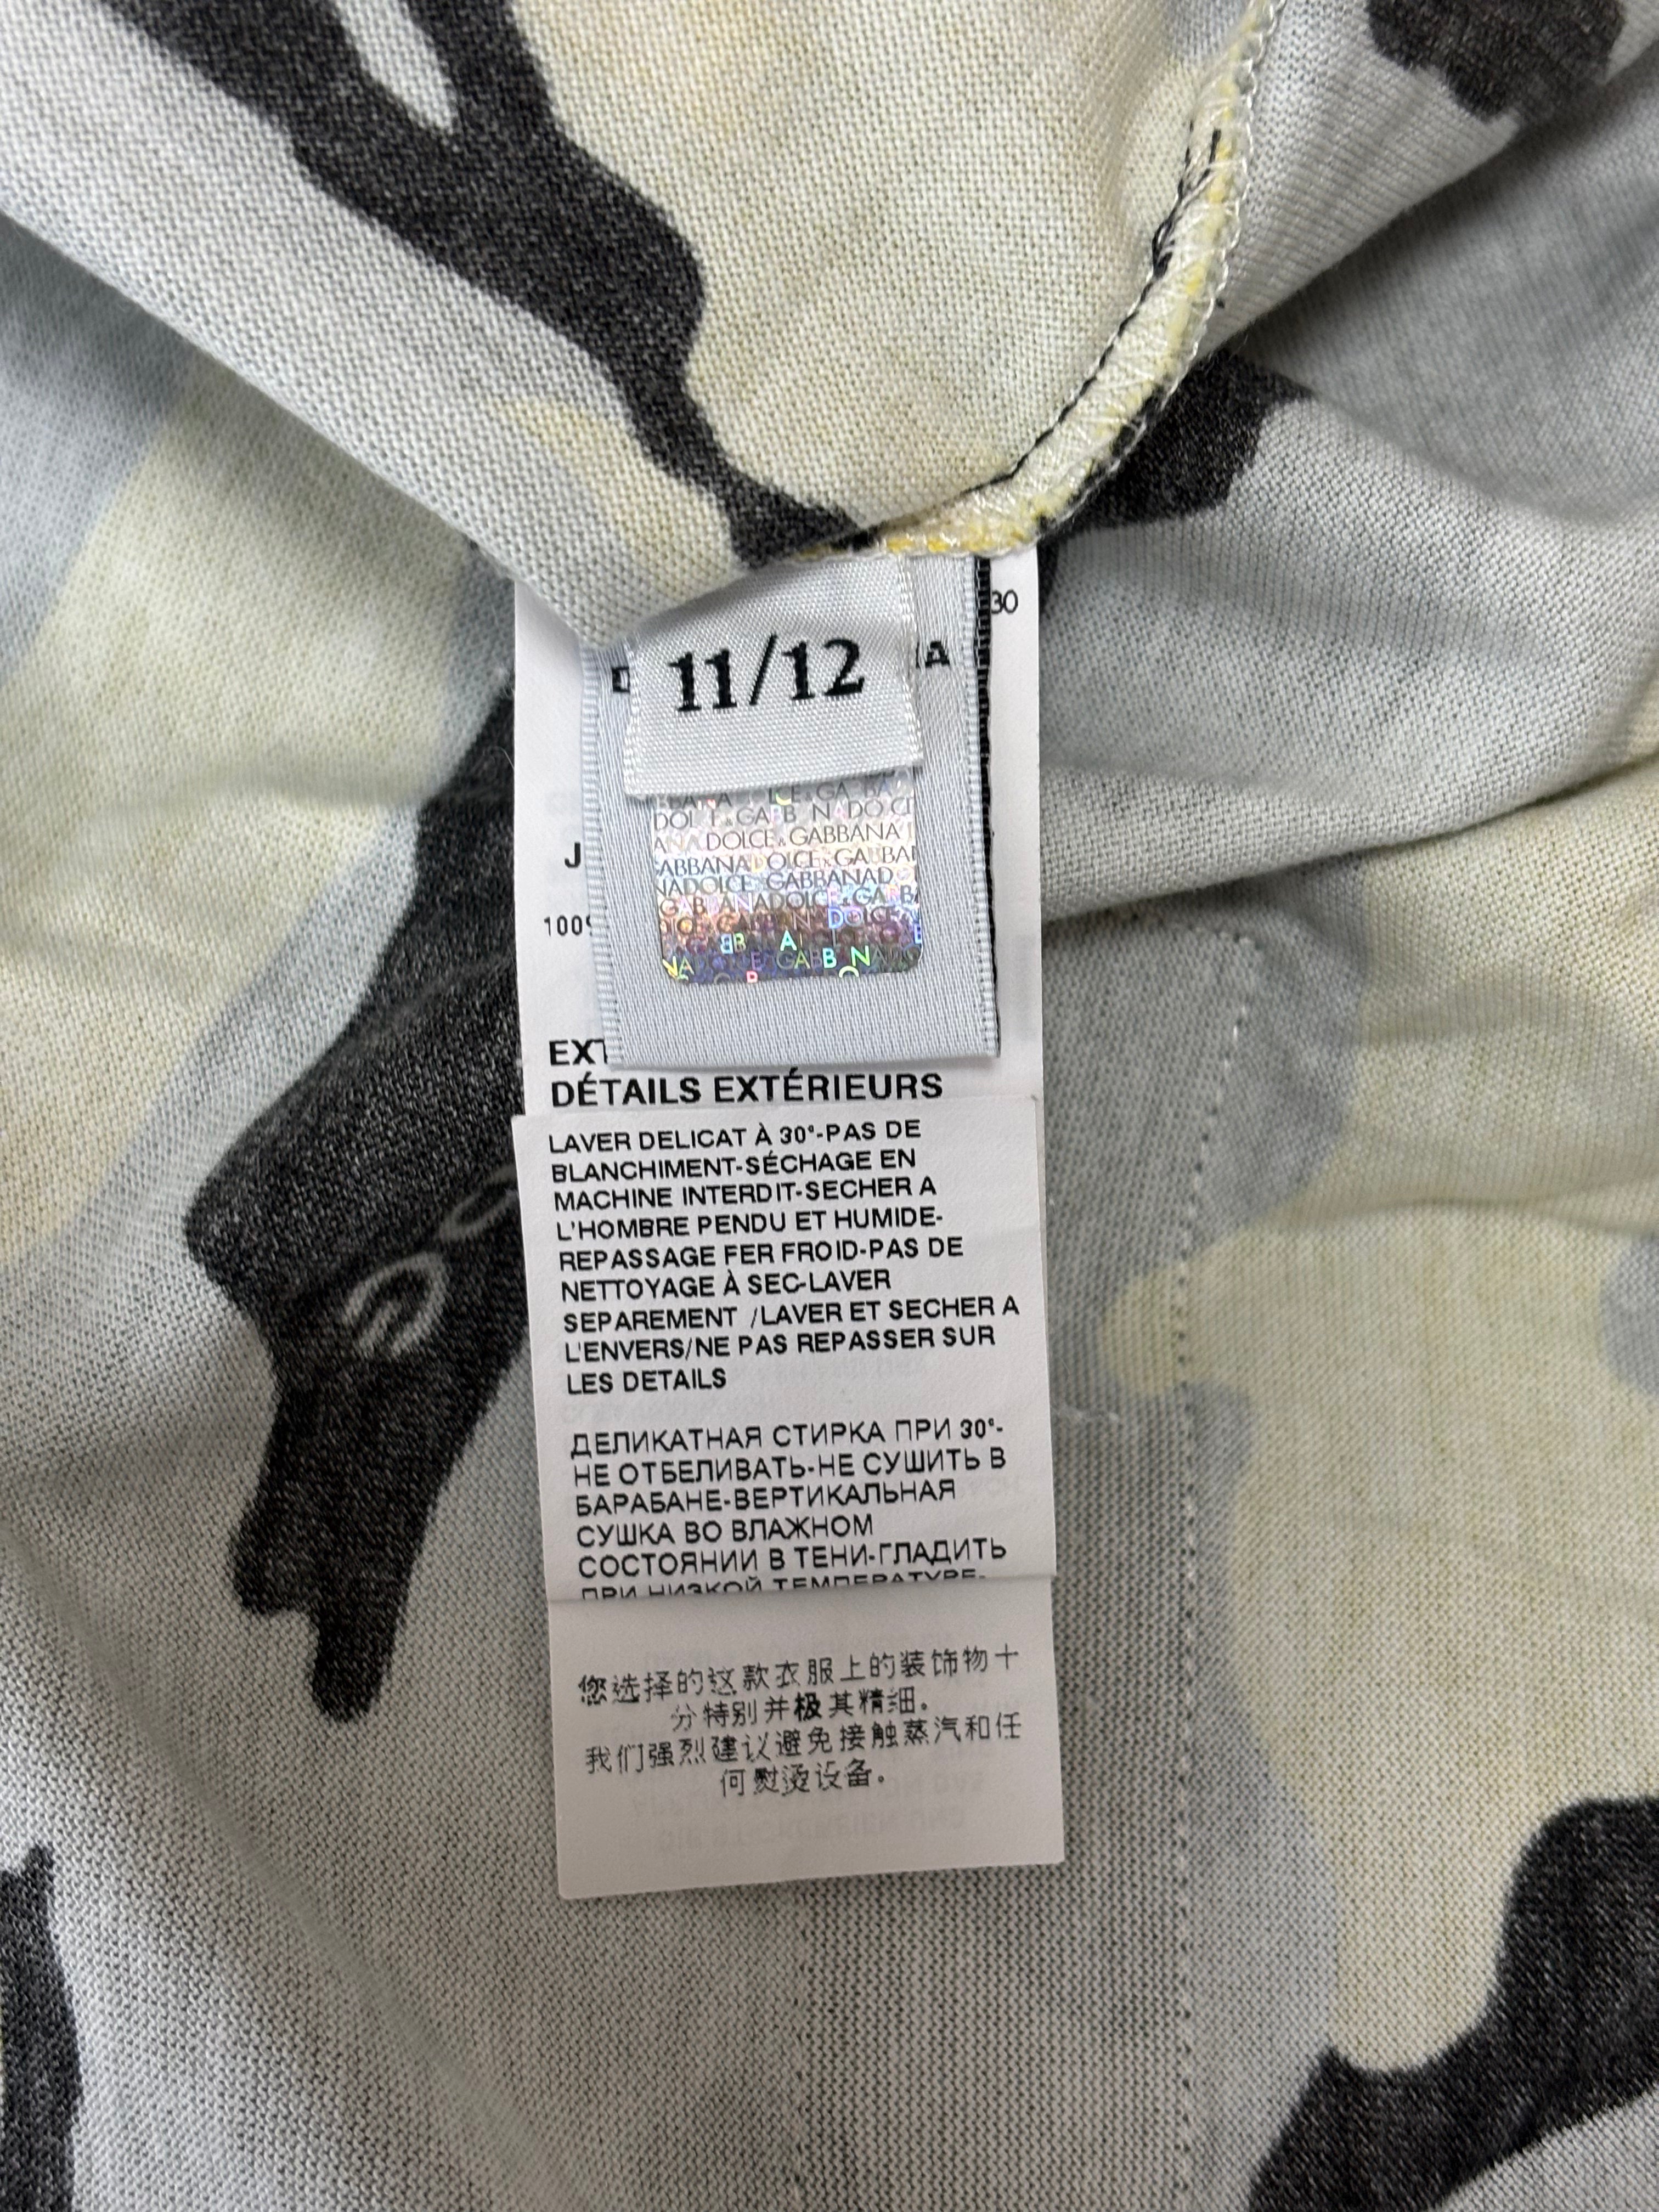 30
11/12
DOLCE&GABBANA
J
100%
EXT
DÉTAILS EXTÉRIEURS
LAVER DELICAT À 30°-PAS DE
BLANCHIMENT-SÉCHAGE EN
MACHINE INTERDIT-SECHER A
L'HOMBRE PENDU ET HUMIDE-
REPASSAGE FER FROID-PAS DE
NETTOYAGE À SEC-LAVER
SEPAREMENT /LAVER ET SECHER A
L'ENVERS/NE PAS REPASSER SUR
LES DETAILS
ДЕЛИКАТНАЯ СТИРКА ПРИ 30°-
НЕ ОТБЕЛИВАТЬ-НЕ СУШИТЬ В
БАРАБАНЕ-ВЕРТИКАЛЬНАЯ
СУШКА ВО ВЛАЖНОМ
СОСТОЯНИИ В ТЕНИ-ГЛАДИТЬ
ПРИ НИЗКОЙ ТЕМПЕРАТУРЕ-
您选择的这款衣服上的装饰物十
分特别并极其精细.
我们强烈建议避免接触蒸汽和任
何熨烫设备.